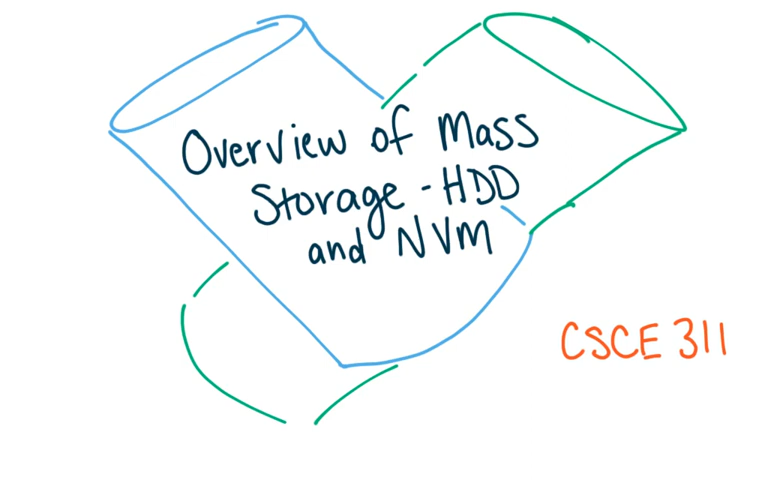 Overview of Mass
Storage - HDD
and NVM
CSCE 311